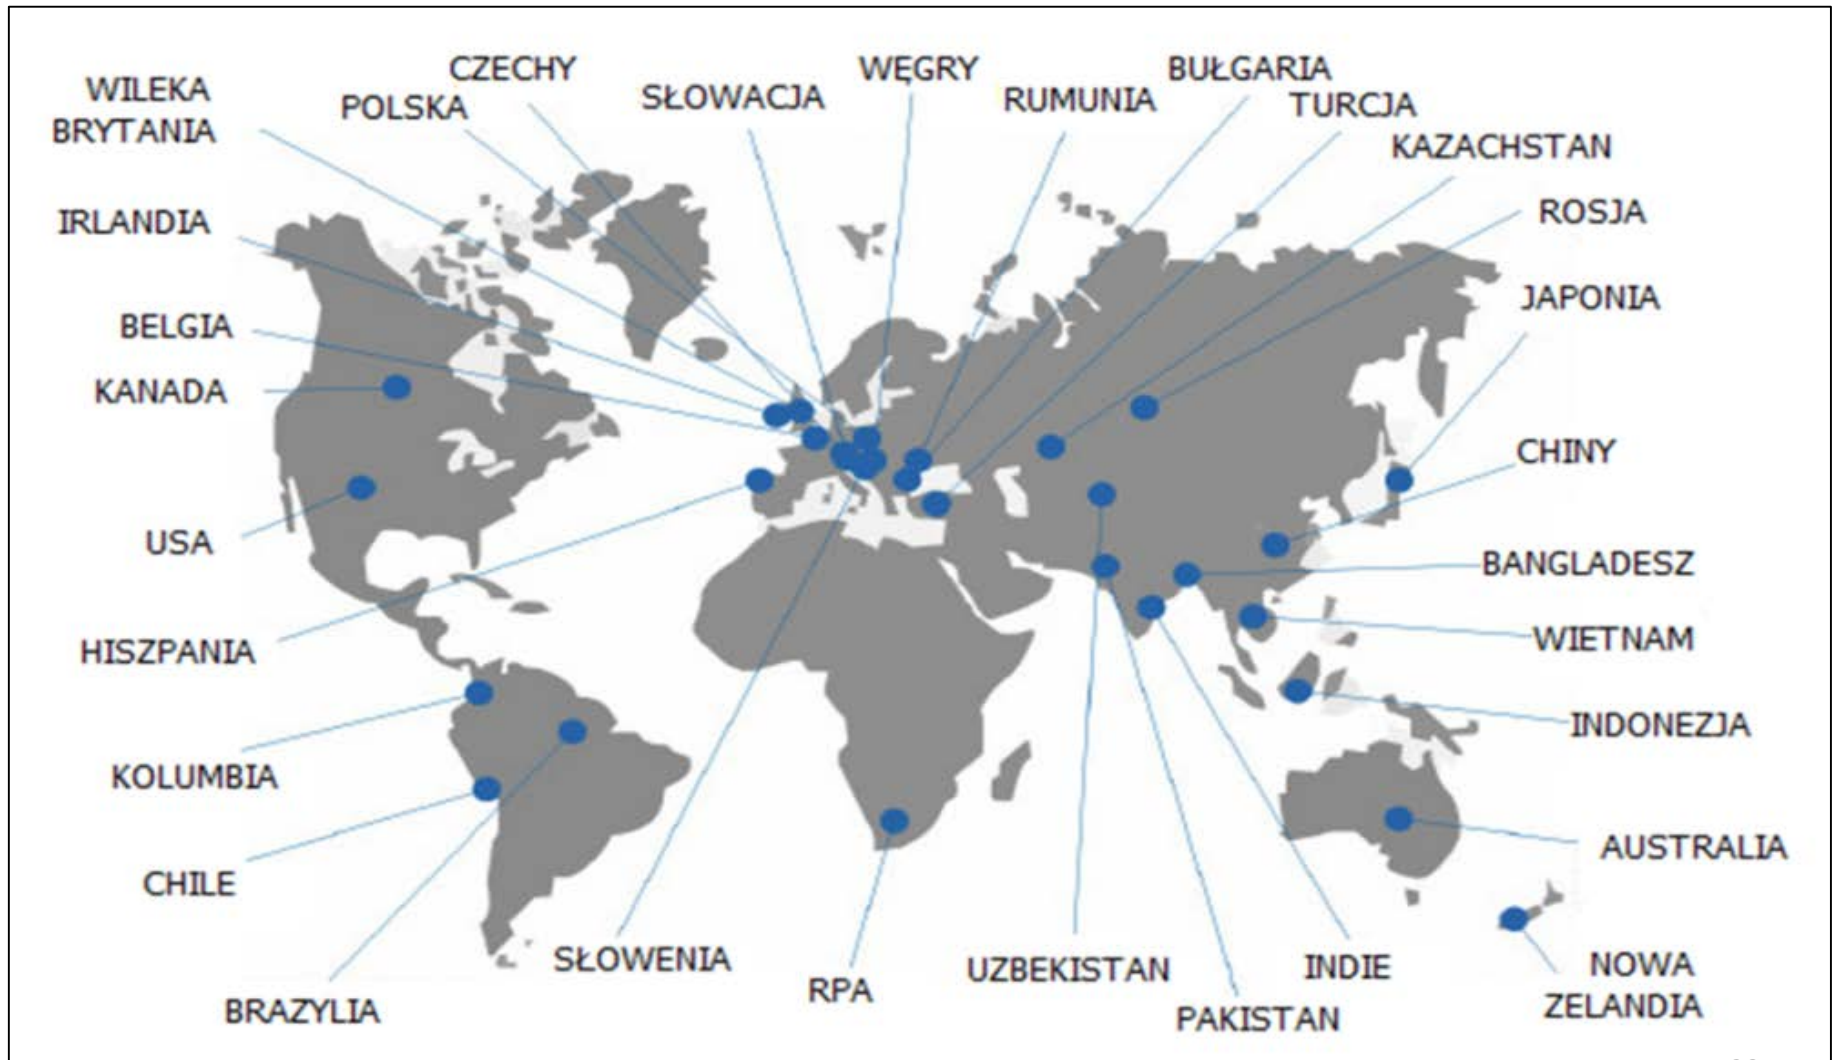 CZECHY
WĘGRY
BUŁGARIA
WILEKA
BRYTANIA
POLSKA
SŁOWACJA
RUMUNIA
TURCJA
KAZACHSTAN
IRLANDIA
ROSJA
BELGIA
JAPONIA
KANADA
CHINY
USA
BANGLADESZ
HISZPANIA
WIETNAM
INDONEZJA
KOLUMBIA
AUSTRALIA
CHILE
SŁOWENIA
UZBEKISTAN
INDIE
NOWA
ZELANDIA
RPA
BRAZYLIA
PAKISTAN